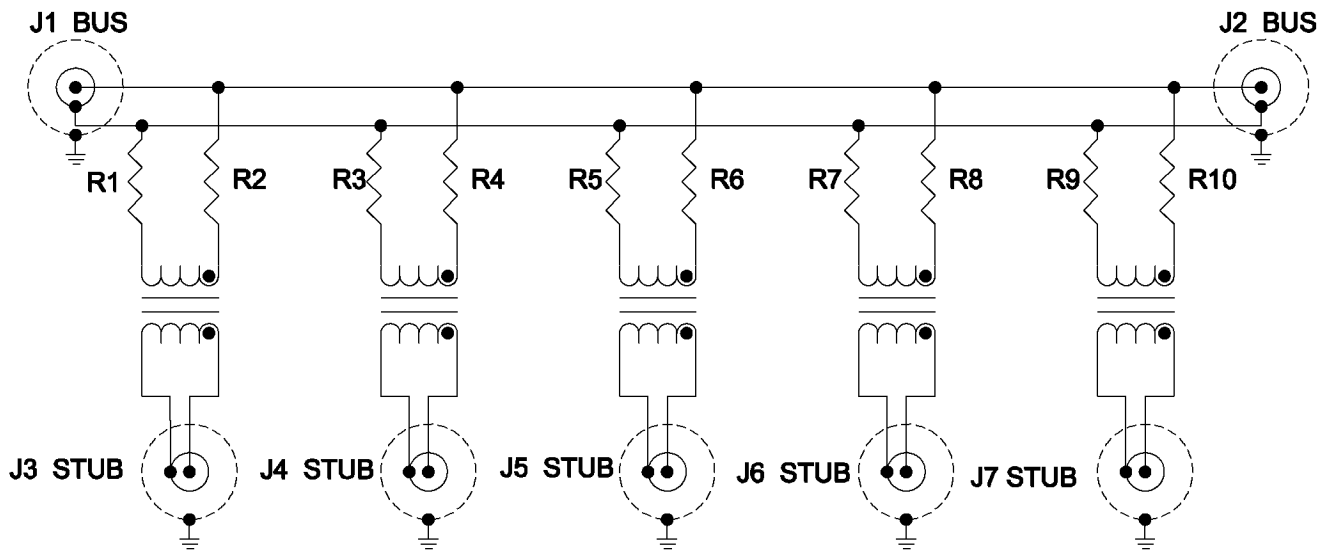 J1 BUS
J2 BUS
R1
R2
R3
R4
R5
R6
R7
R8
R9
R10
J3 STUB
J4 STUB
J5 STUB
J6 STUB
J7 STUB